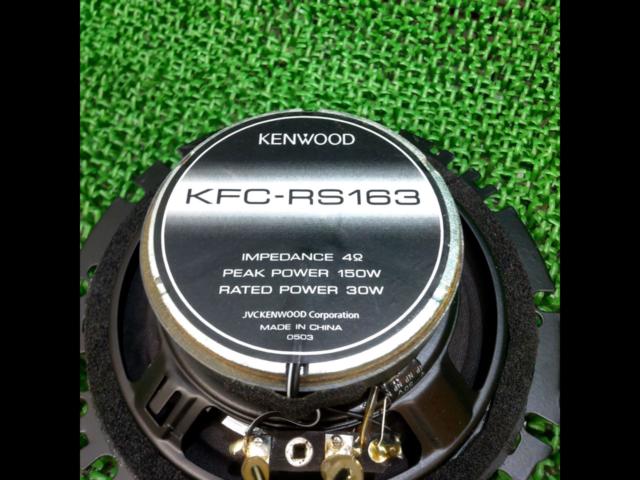 KENWOOD
KFC-RS163
IMPEDANCE 4Ω
PEAK POWER 150W
RATED POWER 30W
JVCKENWOOD Corporation
MADE IN CHINA
0503